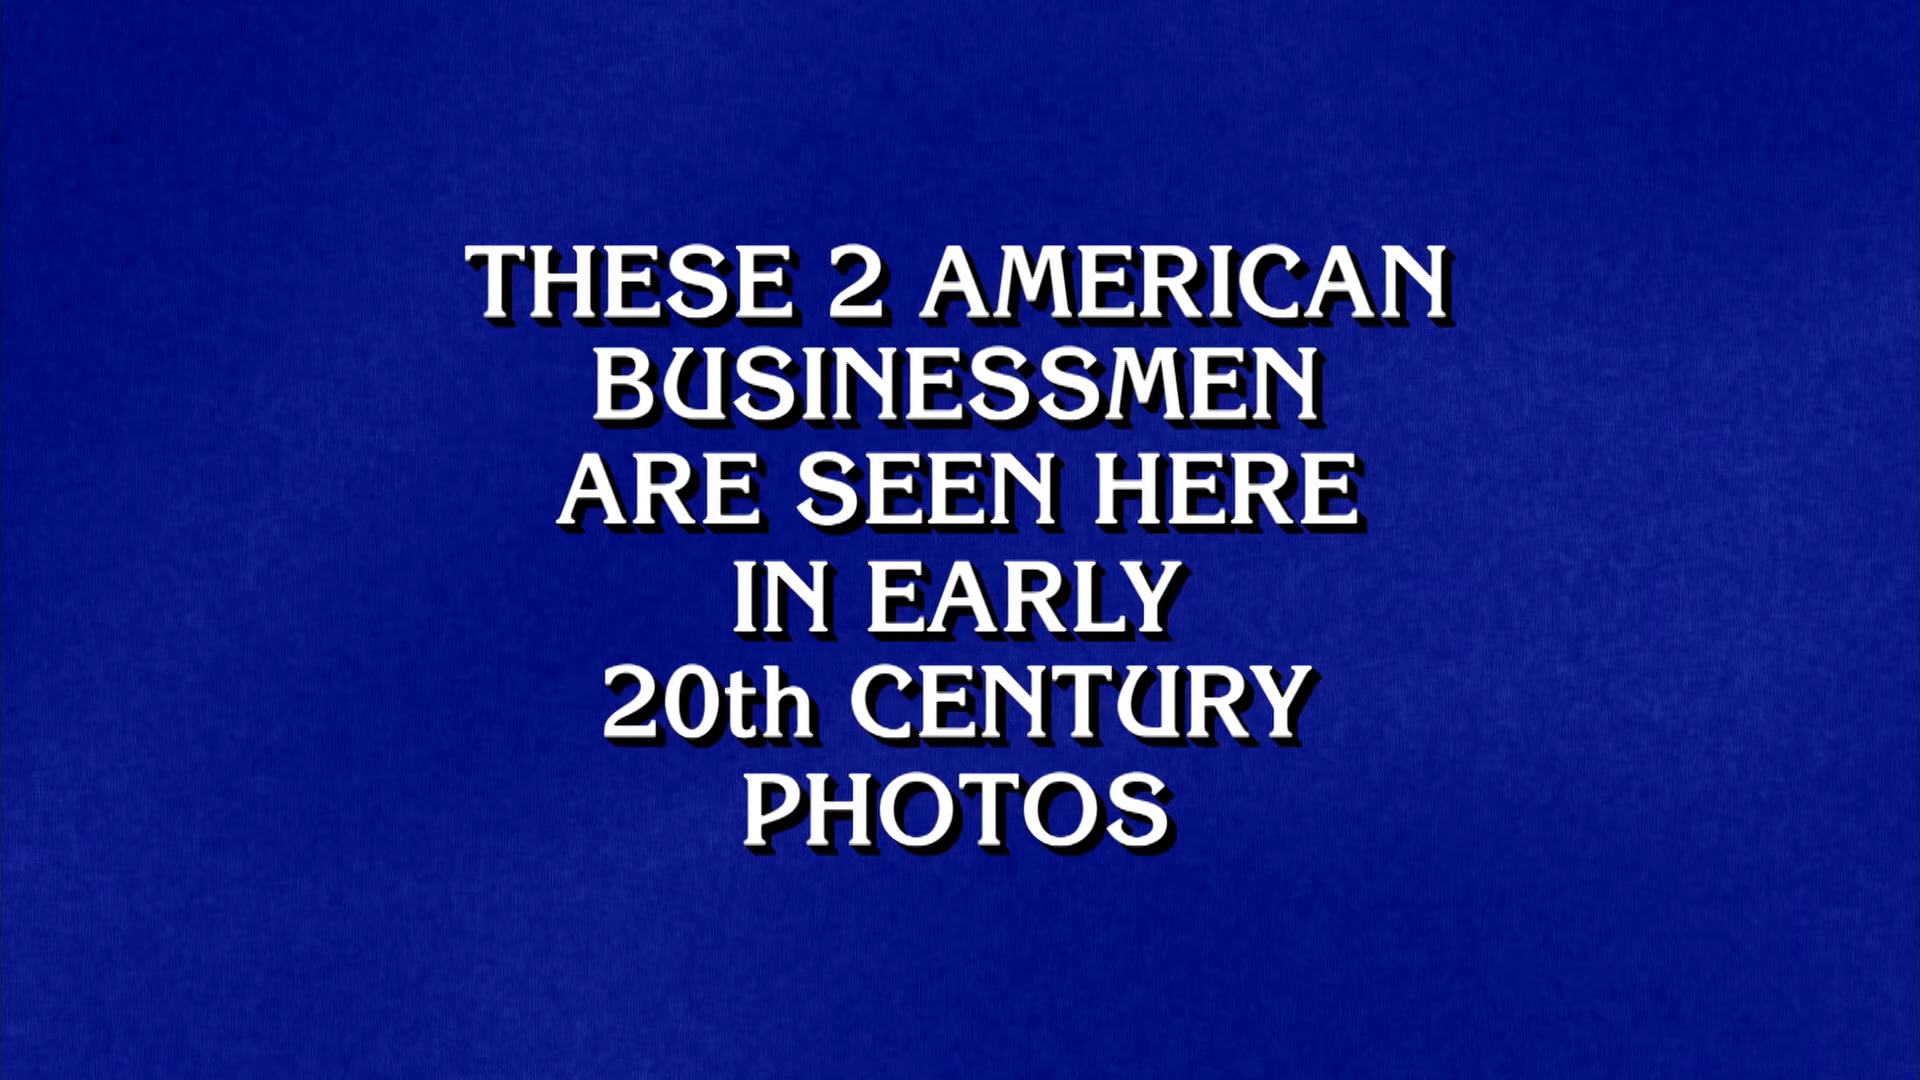 THESE 2 AMERICAN
BUSINESSMEN
ARE SEEN HERE
IN EARLY
20th CENTURY
PHOTOS